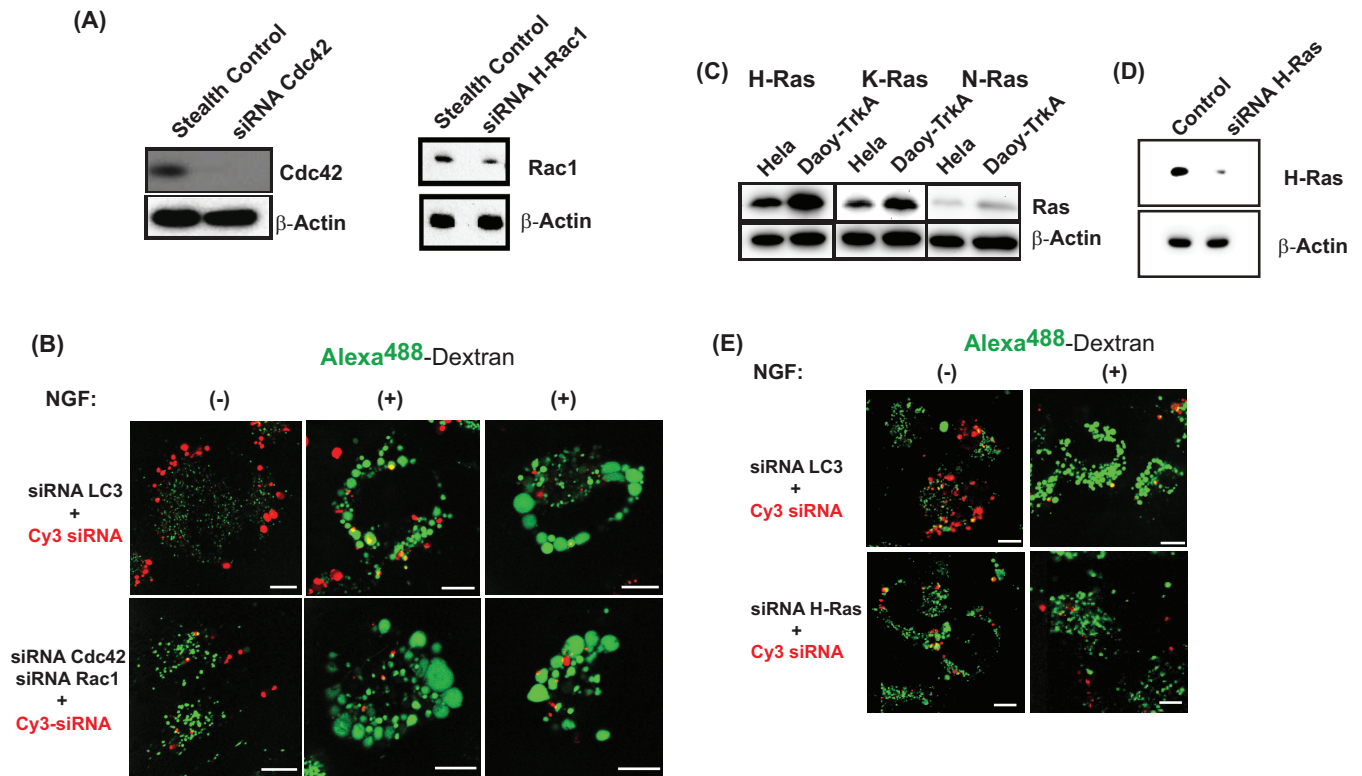 (A)
Stealth Control
siRNA Cdc42
Cdc42
β-Actin
Stealth Control
siRNA H-Rac1
Rac1
β-Actin
(B)
Alexa488-Dextran
NGF: (-) (+) (+)
siRNA LC3
+
Cy3 siRNA
siRNA Cdc42
siRNA Rac1
+
Cy3-siRNA
(C)
H-Ras K-Ras N-Ras
Hela Daoy-TrkA Hela Daoy-TrkA Hela Daoy-TrkA
Ras
β-Actin
(D)
Control
siRNA H-Ras
H-Ras
β-Actin
(E)
Alexa488-Dextran
NGF: (-) (+)
siRNA LC3
+
Cy3 siRNA
siRNA H-Ras
+
Cy3 siRNA